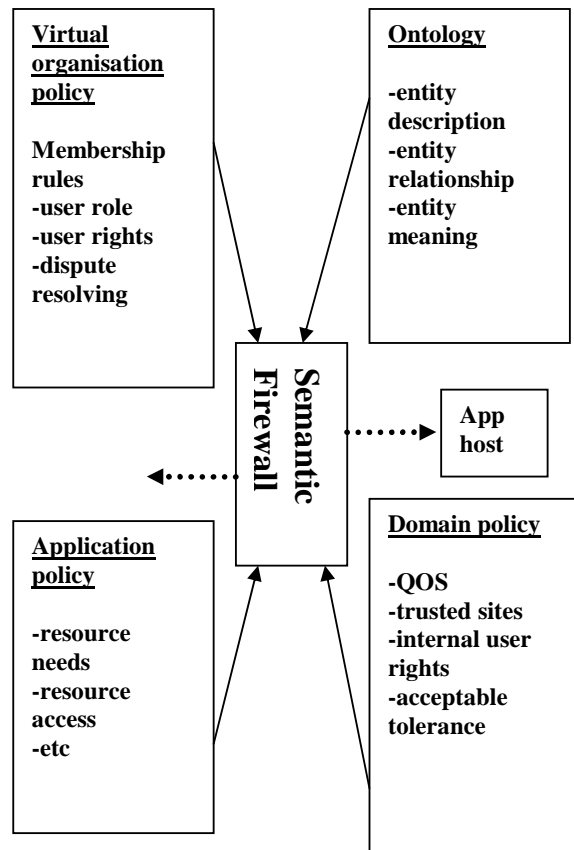 Virtual
organisation
policy
Membership
rules
-user role
-user rights
-dispute
resolving
Ontology
-entity
description
-entity
relationship
-entity
meaning
Semantic
Firewall
App
host
Application
policy
-resource
needs
-resource
access
-etc
Domain policy
-QOS
-trusted sites
-internal user
rights
-acceptable
tolerance